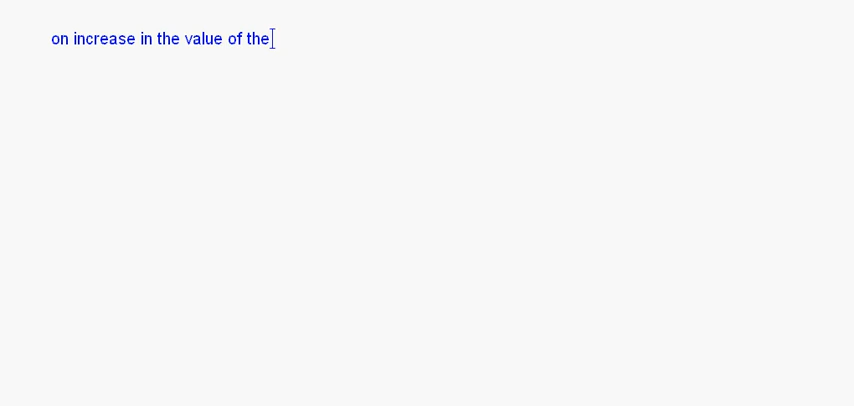 on increase in the value of the